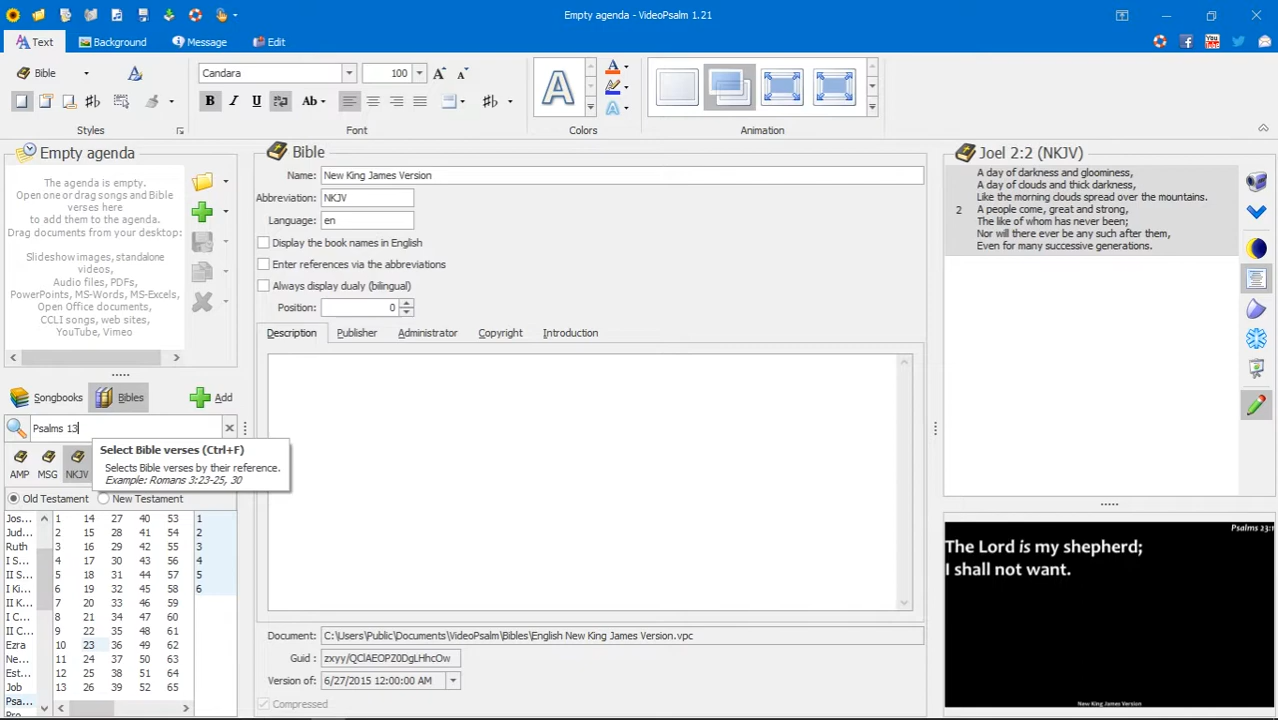 Empty agenda - VideoPsalm 1.21
Text
Background
Message
Edit
Bible
Candara
100
B I U
Ab
Styles
Font
Colors
Animation
Empty agenda
The agenda is empty.
Open one or drag songs and Bible
verses here
to add them to the agenda.
Drag documents from your desktop:
Slideshow images, standalone
videos,
Audio files, PDFs,
PowerPoints, MS-Words, MS-Excels,
Open Office documents,
CCLI songs, web sites,
YouTube, Vimeo
Songbooks
Bibles
Add
Psalms 13
Select Bible verses (Ctrl+F)
Selects Bible verses by their reference.
Example: Romans 3:23-25, 30
AMP
MSG
NKJV
Old Testament
New Testament
Jos... 1 14 27 40 53 1
Jud... 2 15 28 41 54 2
Ruth 3 16 29 42 55 3
I S... 4 17 30 43 56 4
II S... 5 18 31 44 57 5
I Ki... 6 19 32 45 58 6
II K... 7 20 33 46 59
I C... 8 21 34 47 60
II C... 9 22 35 48 61
Ezra 10 23 36 49 62
Ne... 11 24 37 50 63
Est... 12 25 38 51 64
Job 13 26 39 52 65
Psa...
Pro
Bible
Name: New King James Version
Abbreviation: NKJV
Language: en
Display the book names in English
Enter references via the abbreviations
Always display dualy (bilingual)
Position: 0
Description
Publisher
Administrator
Copyright
Introduction
Document: C:\Users\Public\Documents\VideoPsalm\Bibles\English New King James Version.vpc
Guid : zxyy/QClAEOPZ0DgLHhcOw
Version of: 6/27/2015 12:00:00 AM
Compressed
Joel 2:2 (NKJV)
A day of darkness and gloominess,
A day of clouds and thick darkness,
Like the morning clouds spread over the mountains.
2 A people come, great and strong,
The like of whom has never been;
Nor will there ever be any such after them,
Even for many successive generations.
Psalms 23:1
The Lord is my shepherd;
I shall not want.
New King James Version